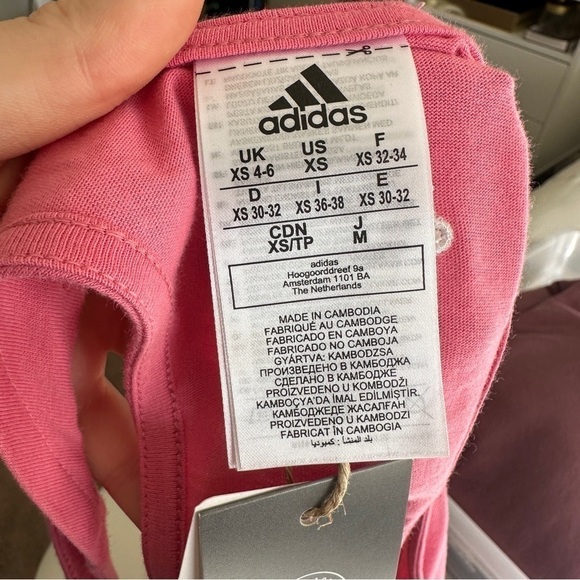 adidas
UK US F
XS 4-6 XS XS 32-34
D I E
XS 30-32 XS 36-38 XS 30-32
CDN J
XS/TP M
adidas
Hoogoorddreef 9a
Amsterdam 1101 BA
The Netherlands
MADE IN CAMBODIA
FABRIQUÉ AU CAMBODGE
FABRICADO EN CAMBOYA
FABRICADO NO CAMBOJA
GYÁRTVA: KAMBODZSA
ПРОИЗВЕДЕНО В КАМБОДЖА
СДЕЛАНО В КАМБОДЖЕ
PROIZVEDENO U KOMBODŽI
KAMBOÇYA'DA İMAL EDİLMİŞTİR.
КАМБОДЖЕДЕ ЖАСАЛҒАН
PROIZVEDENO U KAMBODZI
FABRICAT ÎN CAMBOGIA
بلد المنشأ: كمبوديا